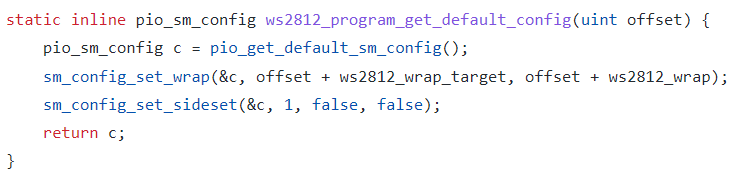 static inline pio_sm_config ws2812_program_get_default_config(uint offset) {
    pio_sm_config c = pio_get_default_sm_config();
    sm_config_set_wrap(&c, offset + ws2812_wrap_target, offset + ws2812_wrap);
    sm_config_set_sideset(&c, 1, false, false);
    return c;
}